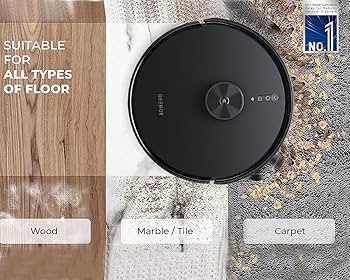 SUITABLE
FOR
ALL TYPES
OF FLOOR
NO.1
DEEBOT
Wood
Marble / Tile
Carpet